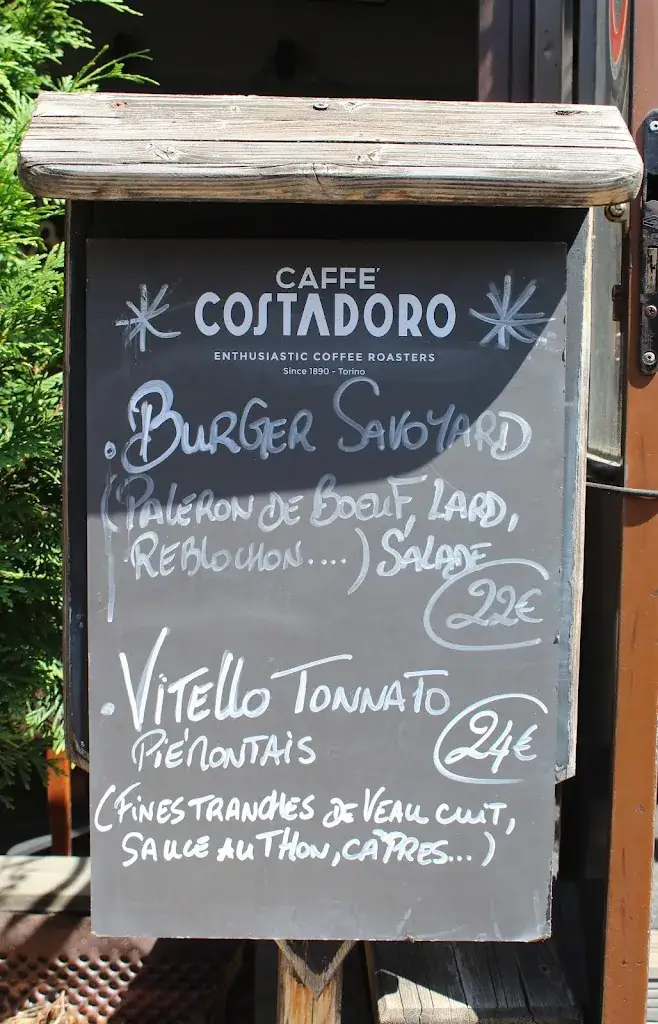 CAFFE'
COSTADORO
ENTHUSIASTIC COFFEE ROASTERS
Since 1890 - Torino
• BURGER SAVOYARD
(PALERON DE BOEUF, LARD,
REBLOCHON....) SALADE
22€
• VITELLO TONNATO
PIÉMONTAIS
24€
(FINES TRANCHES DE VEAU CUIT,
SAUCE AU THON, CÂPRES...)